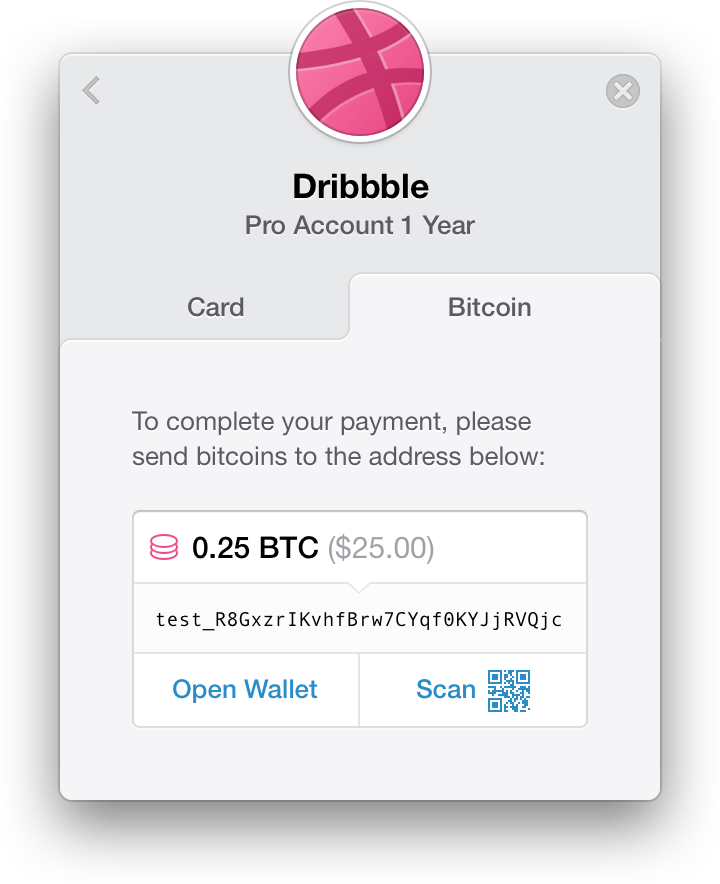 Dribbble
Pro Account 1 Year
Card
Bitcoin
To complete your payment, please
send bitcoins to the address below:
0.25 BTC ($25.00)
test_R8GxzrIKvhfBrw7CYqf0KYJjRVQjc
Open Wallet
Scan